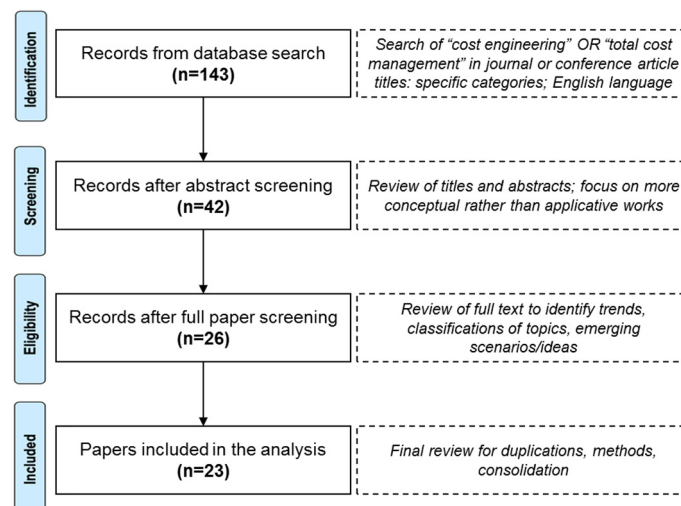 Identification
Records from database search
(n=143)
Search of “cost engineering” OR “total cost
management” in journal or conference article
titles: specific categories; English language
Screening
Records after abstract screening
(n=42)
Review of titles and abstracts; focus on more
conceptual rather than applicative works
Eligibility
Records after full paper screening
(n=26)
Review of full text to identify trends,
classifications of topics, emerging
scenarios/ideas
Included
Papers included in the analysis
(n=23)
Final review for duplications, methods,
consolidation